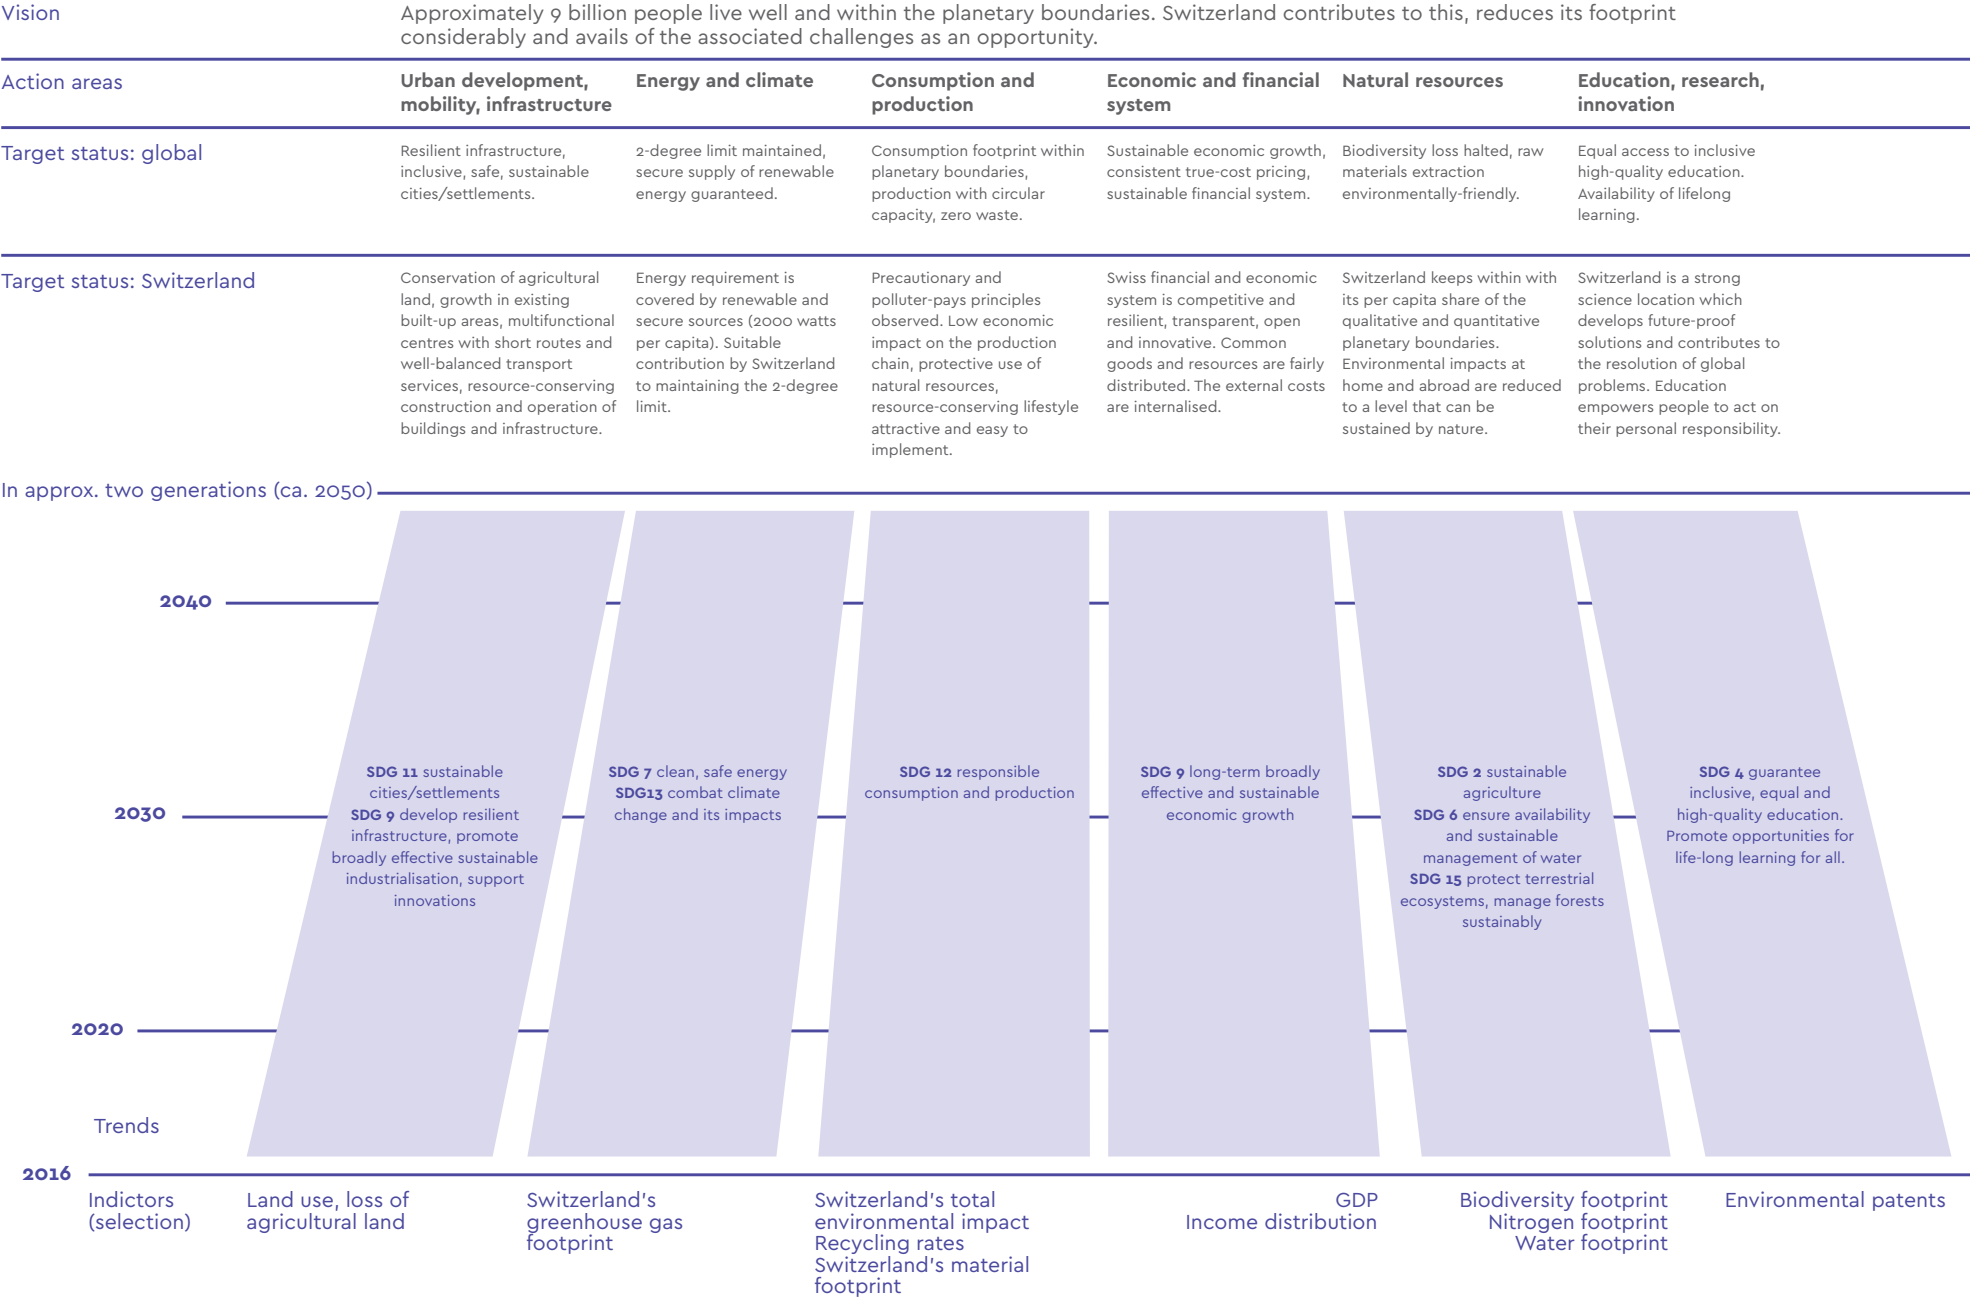 Vision
Approximately 9 billion people live well and within the planetary boundaries. Switzerland contributes to this, reduces its footprint
considerably and avails of the associated challenges as an opportunity.
Action areas
Urban development,
mobility, infrastructure
Energy and climate
Consumption and
production
Economic and financial
system
Natural resources
Education, research,
innovation
Target status: global
Resilient infrastructure,
inclusive, safe, sustainable
cities/settlements.
2-degree limit maintained,
secure supply of renewable
energy guaranteed.
Consumption footprint within
planetary boundaries,
production with circular
capacity, zero waste.
Sustainable economic growth,
consistent true-cost pricing,
sustainable financial system.
Biodiversity loss halted, raw
materials extraction
environmentally-friendly.
Equal access to inclusive
high-quality education.
Availability of lifelong
learning.
Target status: Switzerland
Conservation of agricultural
land, growth in existing
built-up areas, multifunctional
centres with short routes and
well-balanced transport
services, resource-conserving
construction and operation of
buildings and infrastructure.
Energy requirement is
covered by renewable and
secure sources (2000 watts
per capita). Suitable
contribution by Switzerland
to maintaining the 2-degree
limit.
Precautionary and
polluter-pays principles
observed. Low economic
impact on the production
chain, protective use of
natural resources,
resource-conserving lifestyle
attractive and easy to
implement.
Swiss financial and economic
system is competitive and
resilient, transparent, open
and innovative. Common
goods and resources are fairly
distributed. The external costs
are internalised.
Switzerland keeps within with
its per capita share of the
qualitative and quantitative
planetary boundaries.
Environmental impacts at
home and abroad are reduced
to a level that can be
sustained by nature.
Switzerland is a strong
science location which
develops future-proof
solutions and contributes to
the resolution of global
problems. Education
empowers people to act on
their personal responsibility.
In approx. two generations (ca. 2050)
2040
SDG 11 sustainable
cities/settlements
SDG 9 develop resilient
infrastructure, promote
broadly effective sustainable
industrialisation, support
innovations
SDG 7 clean, safe energy
SDG13 combat climate
change and its impacts
SDG 12 responsible
consumption and production
SDG 9 long-term broadly
effective and sustainable
economic growth
SDG 2 sustainable
agriculture
SDG 6 ensure availability
and sustainable
management of water
SDG 15 protect terrestrial
ecosystems, manage forests
sustainably
SDG 4 guarantee
inclusive, equal and
high-quality education.
Promote opportunities for
life-long learning for all.
2030
2020
Trends
2016
Indictors
(selection)
Land use, loss of
agricultural land
Switzerland's
greenhouse gas
footprint
Switzerland's total
environmental impact
Recycling rates
Switzerland's material
footprint
GDP
Income distribution
Biodiversity footprint
Nitrogen footprint
Water footprint
Environmental patents